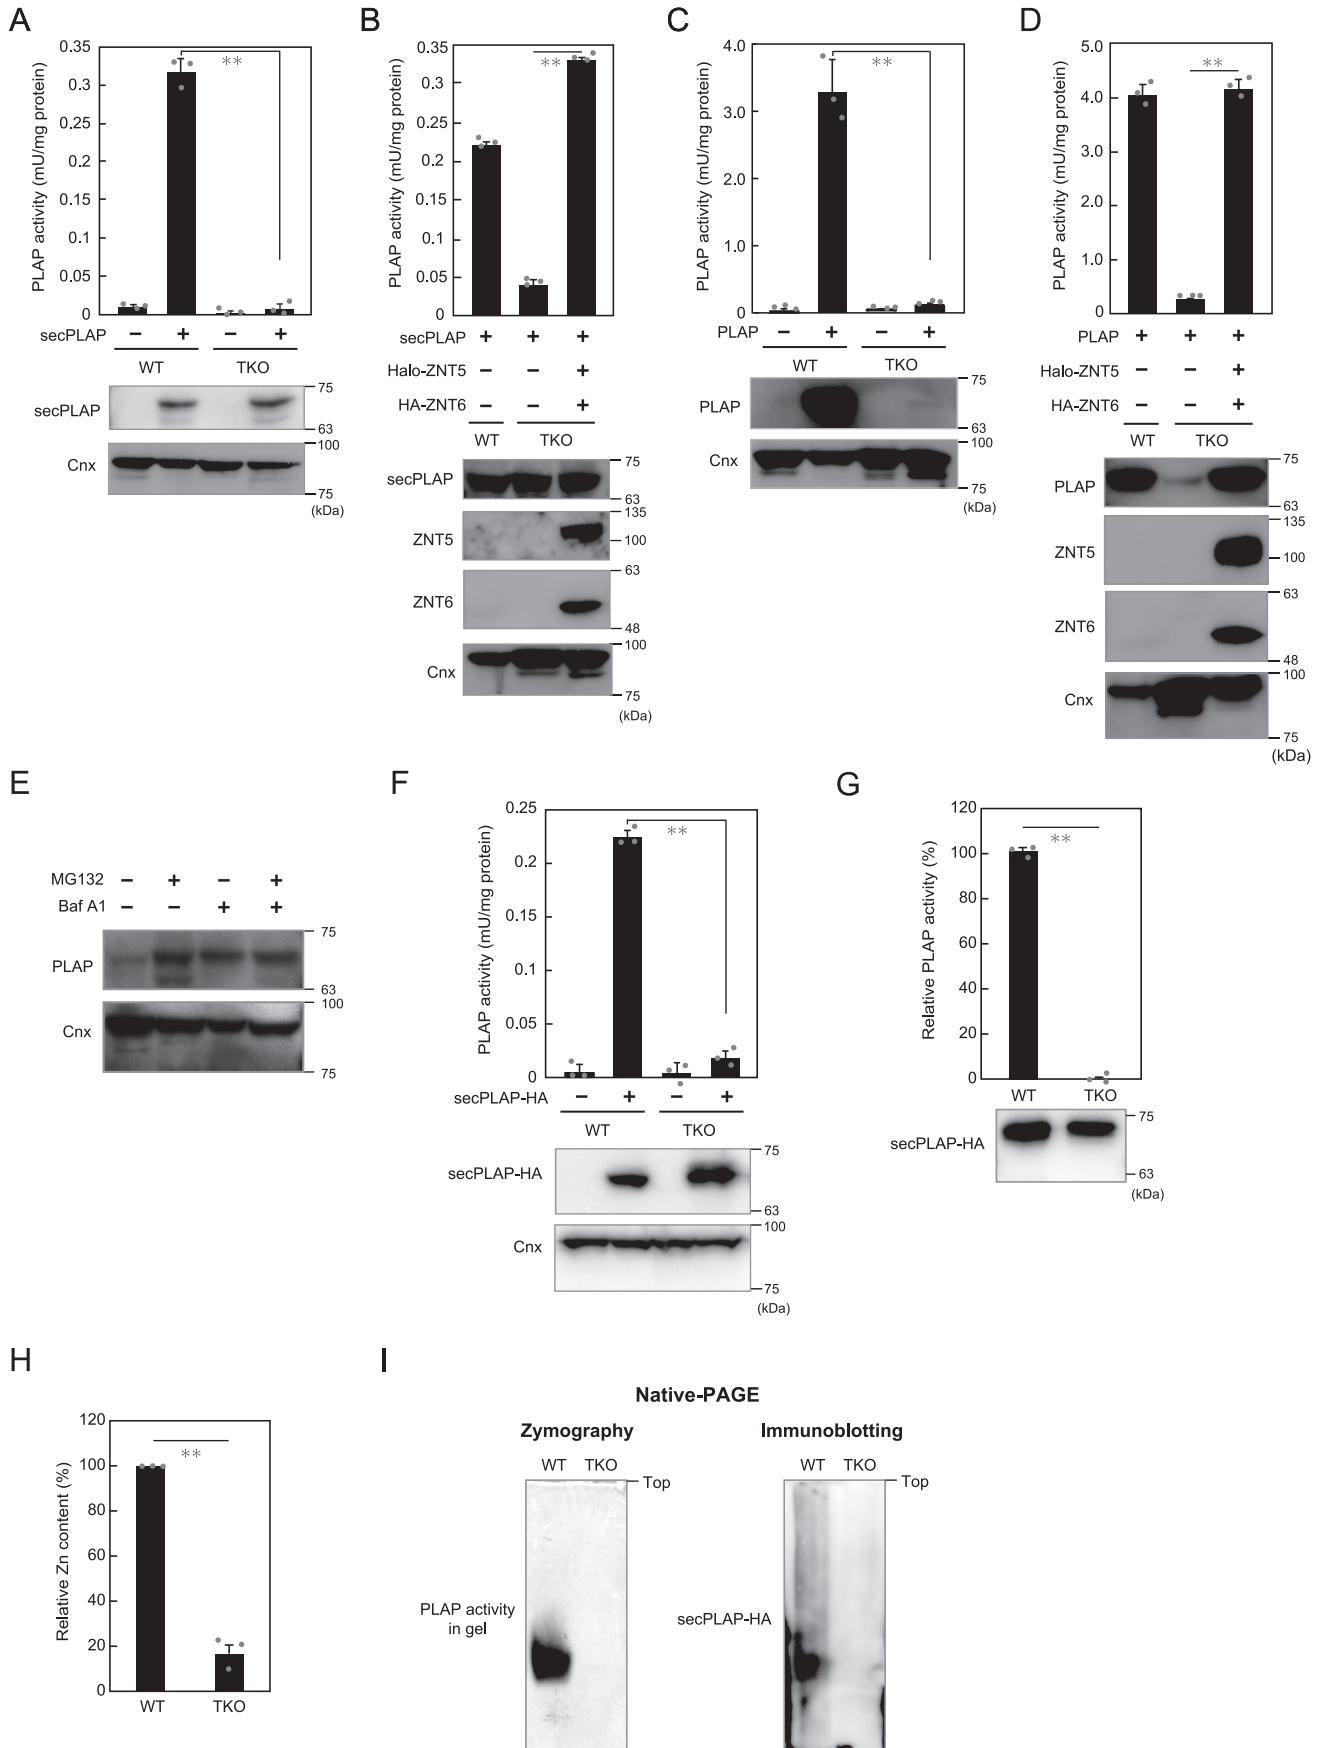 A
PLAP activity (mU/mg protein)
0.35
0.3
0.25
0.2
0.15
0.1
0.05
0
**
secPLAP − + − +
WT TKO
secPLAP
75
63
Cnx
100
75
(kDa)
B
PLAP activity (mU/mg protein)
0.35
0.3
0.25
0.2
0.15
0.1
0.05
0
**
secPLAP + + +
Halo-ZNT5 − − +
HA-ZNT6 − − +
WT TKO
secPLAP
75
63
ZNT5
135
100
ZNT6
63
48
Cnx
100
75
(kDa)
C
PLAP activity (mU/mg protein)
4.0
3.0
2.0
1.0
0
**
PLAP − + − +
WT TKO
PLAP
75
63
Cnx
100
75
(kDa)
D
PLAP activity (mU/mg protein)
5.0
4.0
3.0
2.0
1.0
0
**
PLAP + + +
Halo-ZNT5 − − +
HA-ZNT6 − − +
WT TKO
PLAP
75
63
ZNT5
135
100
ZNT6
63
48
Cnx
100
75
(kDa)
E
MG132 − + − +
Baf A1 − − + +
PLAP
75
63
Cnx
100
75
F
PLAP activity (mU/mg protein)
0.25
0.2
0.15
0.1
0.05
0
**
secPLAP-HA − + − +
WT TKO
secPLAP-HA
75
63
Cnx
100
75
(kDa)
G
Relative PLAP activity (%)
120
100
80
60
40
20
0
**
WT TKO
secPLAP-HA
75
63
(kDa)
H
Relative Zn content (%)
120
100
80
60
40
20
0
**
WT TKO
I
Native-PAGE
Zymography
WT TKO
Top
PLAP activity
in gel
Immunoblotting
WT TKO
Top
secPLAP-HA